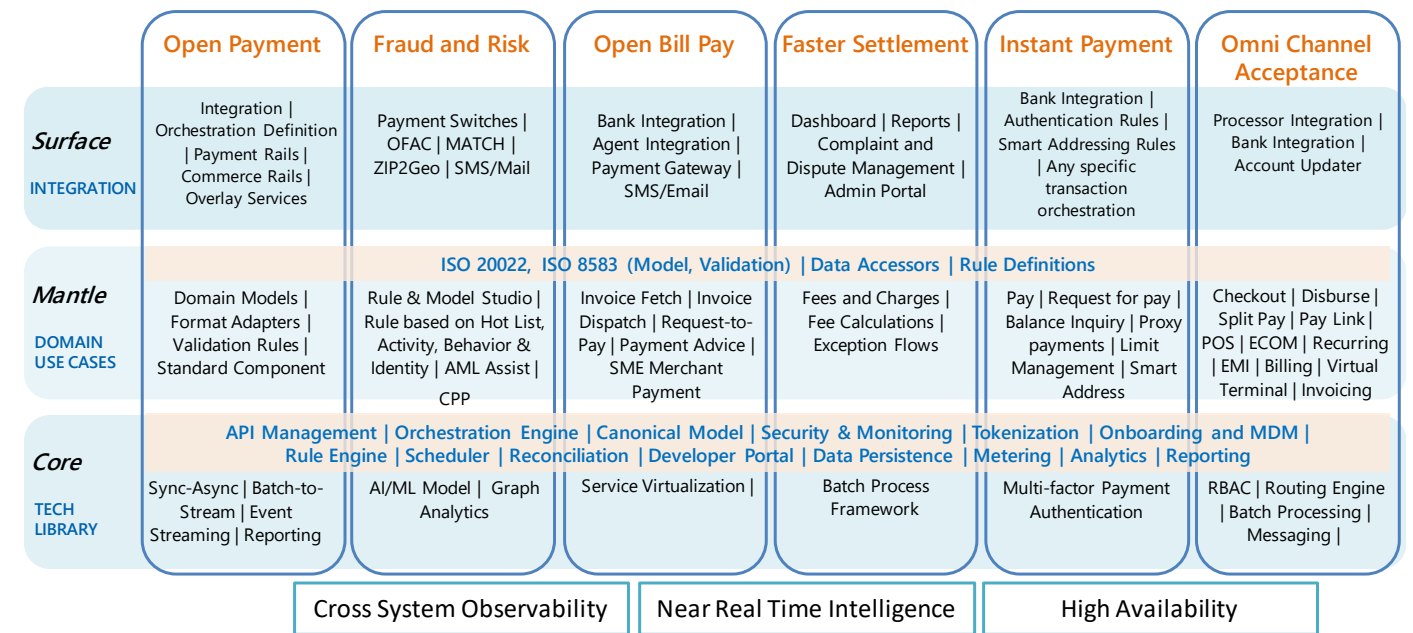 Open Payment
Fraud and Risk
Open Bill Pay
Faster Settlement
Instant Payment
Omni Channel
Acceptance
Surface
INTEGRATION
Integration |
Orchestration Definition
| Payment Rails |
Commerce Rails |
Overlay Services
Payment Switches |
OFAC | MATCH |
ZIP2Geo | SMS/Mail
Bank Integration |
Agent Integration |
Payment Gateway |
SMS/Email
Dashboard | Reports |
Complaint and
Dispute Management |
Admin Portal
Bank Integration |
Authentication Rules |
Smart Addressing Rules
| Any specific
transaction
orchestration
Processor Integration |
Bank Integration |
Account Updater
Mantle
DOMAIN
USE CASES
ISO 20022, ISO 8583 (Model, Validation) | Data Accessors | Rule Definitions
Domain Models |
Format Adapters |
Validation Rules |
Standard Component
Rule & Model Studio |
Rule based on Hot List,
Activity, Behavior &
Identity | AML Assist |
CPP
Invoice Fetch | Invoice
Dispatch | Request-to-
Pay | Payment Advice |
SME Merchant
Payment
Fees and Charges |
Fee Calculations |
Exception Flows
Pay | Request for pay |
Balance Inquiry | Proxy
payments | Limit
Management | Smart
Address
Checkout | Disburse |
Split Pay | Pay Link |
POS | ECOM | Recurring
| EMI | Billing | Virtual
Terminal | Invoicing
Core
TECH
LIBRARY
API Management | Orchestration Engine | Canonical Model | Security & Monitoring | Tokenization | Onboarding and MDM |
Rule Engine | Scheduler | Reconciliation | Developer Portal | Data Persistence | Metering | Analytics | Reporting
Sync-Async | Batch-to-
Stream | Event
Streaming | Reporting
AI/ML Model | Graph
Analytics
Service Virtualization |
Batch Process
Framework
Multi-factor Payment
Authentication
RBAC | Routing Engine
| Batch Processing |
Messaging |
Cross System Observability
Near Real Time Intelligence
High Availability